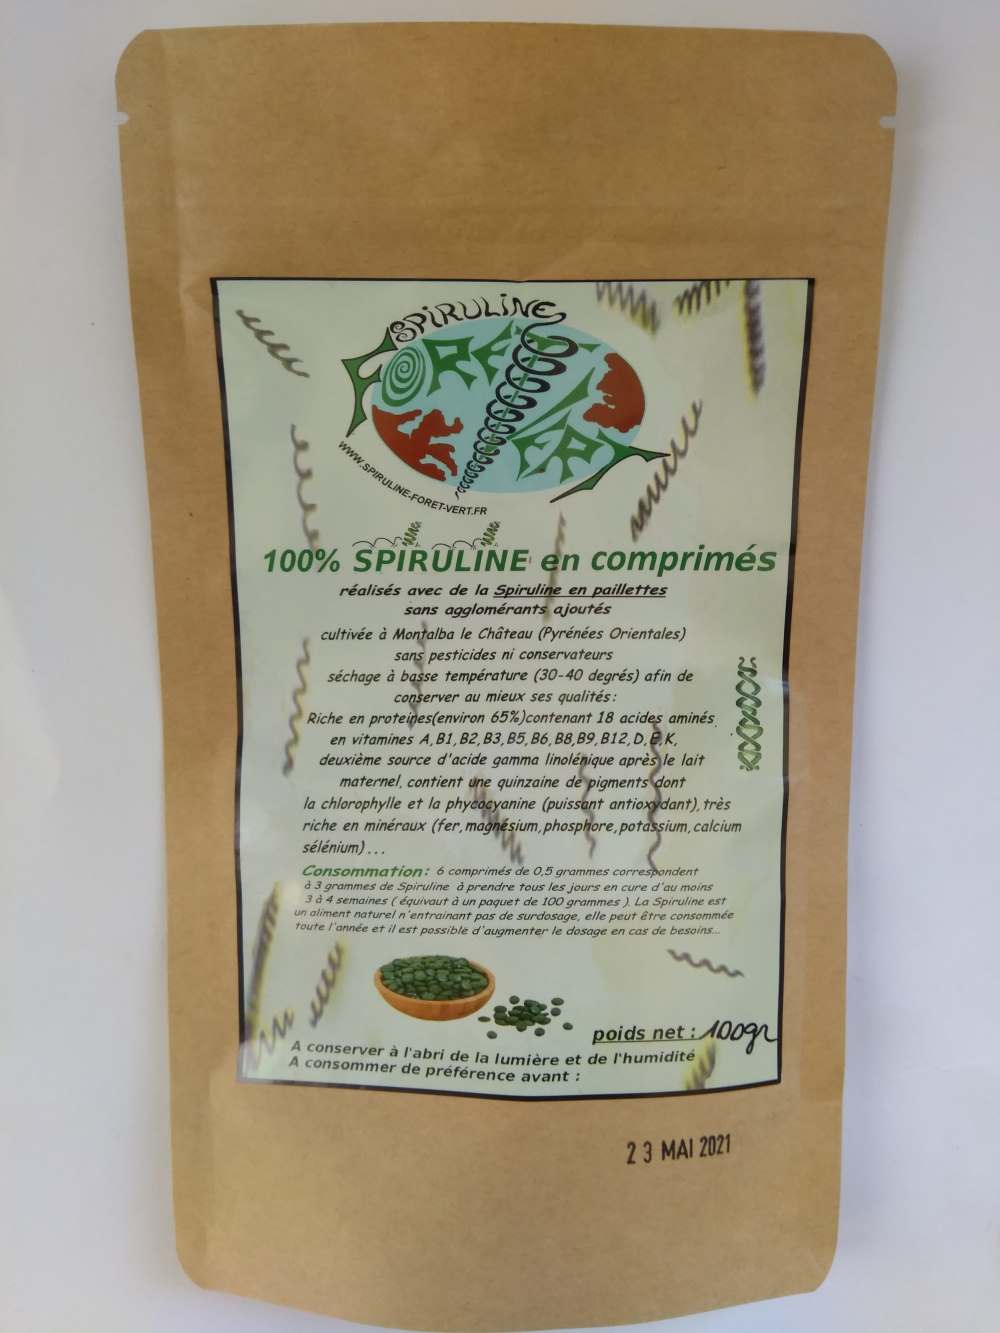 SPIRULINE
FORÊT
VERT
WWW.SPIRULINE-FORET-VERT.FR
100% SPIRULINE en comprimés
réalisés avec de la Spiruline en paillettes
sans agglomérants ajoutés
cultivée à Montalba le Château (Pyrénées Orientales)
sans pesticides ni conservateurs
séchage à basse température (30-40 degrés) afin de
conserver au mieux ses qualités:
Riche en proteines(environ 65%)contenant 18 acides aminés
en vitimines A,B1,B2,B3,B5,B6,B8,B9,B12,D,E,K,
deuxième source d'acide gamma linolénique après le lait
maternel, contient une quinzaine de pigments dont
la chlorophylle et la phycocyanine (puissant antioxydant), très
riche en minéraux (fer,magnésium,phosphore,potassium,calcium
sélénium)...
Consommation: 6 comprimés de 0,5 grammes correspondent
à 3 grammes de Spiruline à prendre tous les jours en cure d'au moins
3 à 4 semaines ( équivaut à un paquet de 100 grammes ). La Spiruline est
un aliment naturel n'entrainant pas de surdosage, elle peut être consommée
toute l'année et il est possible d'augmenter le dosage en cas de besoins...
poids net : 100gr
A conserver à l'abri de la lumière et de l'humidité
A consommer de préférence avant :
23 MAI 2021